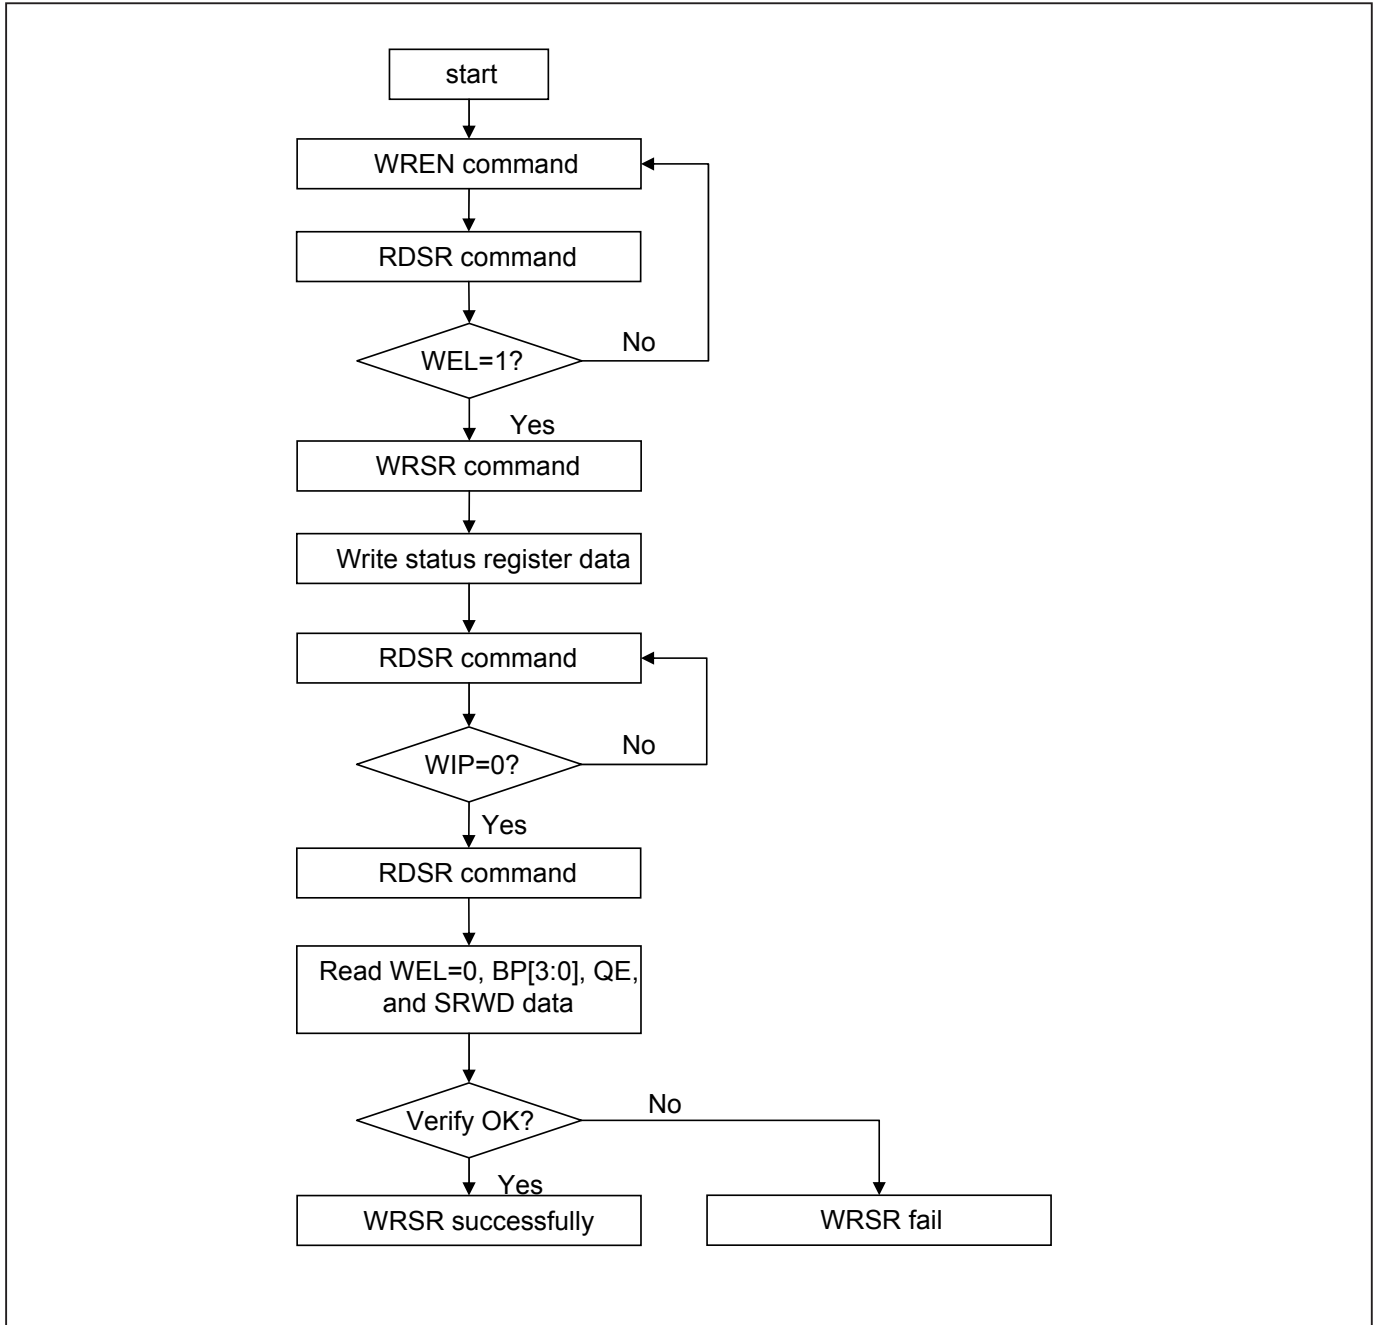 start
WREN command
RDSR command
WEL=1?
No
Yes
WRSR command
Write status register data
RDSR command
WIP=0?
No
Yes
RDSR command
Read WEL=0, BP[3:0], QE,
and SRWD data
Verify OK?
No
Yes
WRSR successfully
WRSR fail